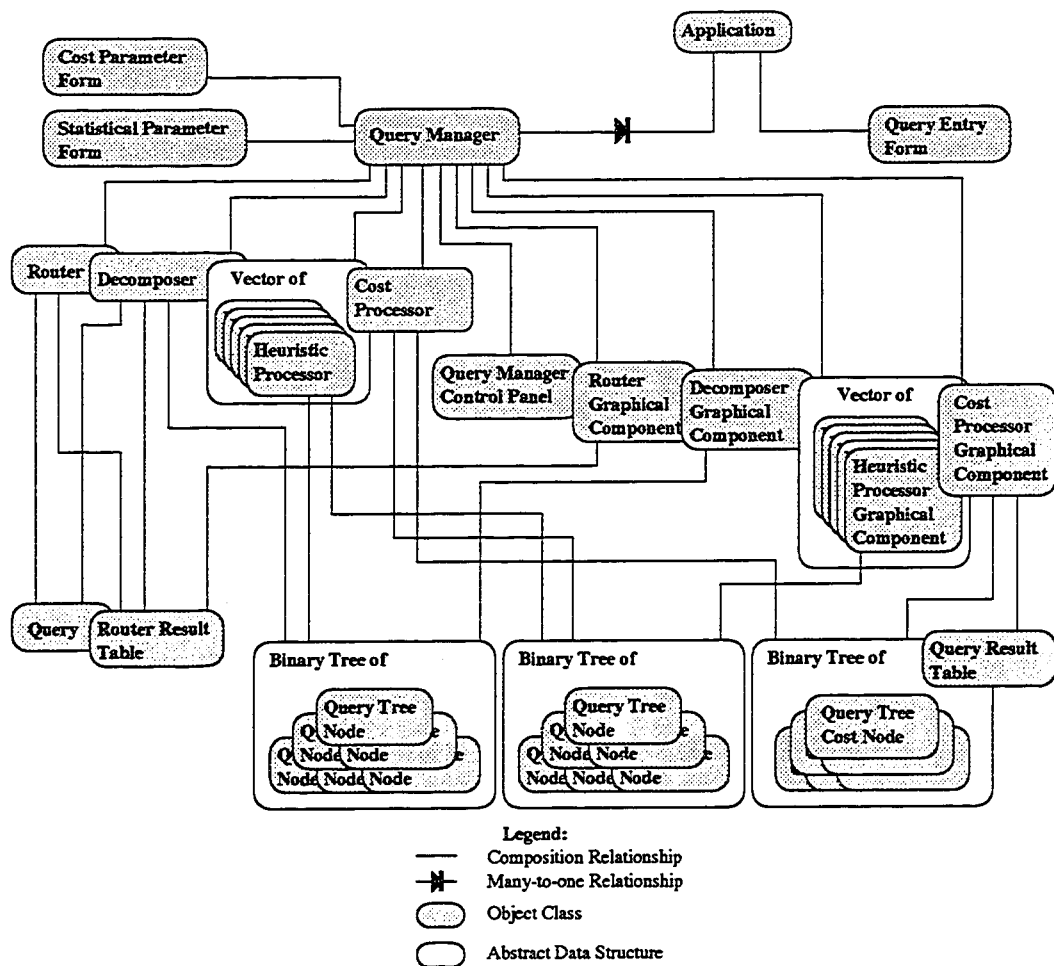 Application
Cost Parameter
Form
Statistical Parameter
Form
Query Manager
Query Entry
Form
Router
Decomposer
Vector of
Heuristic
Processor
Cost
Processor
Query Manager
Control Panel
Router
Graphical
Component
Decomposer
Graphical
Component
Vector of
Heuristic
Processor
Graphical
Component
Cost
Processor
Graphical
Component
Query
Router Result
Table
Binary Tree of
Query Tree
Node
Node
Node
Node
Node
Node
Binary Tree of
Query Tree
Node
Node
Node
Node
Node
Node
Binary Tree of
Query Tree
Cost Node
Query Result
Table
Legend:
Composition Relationship
Many-to-one Relationship
Object Class
Abstract Data Structure